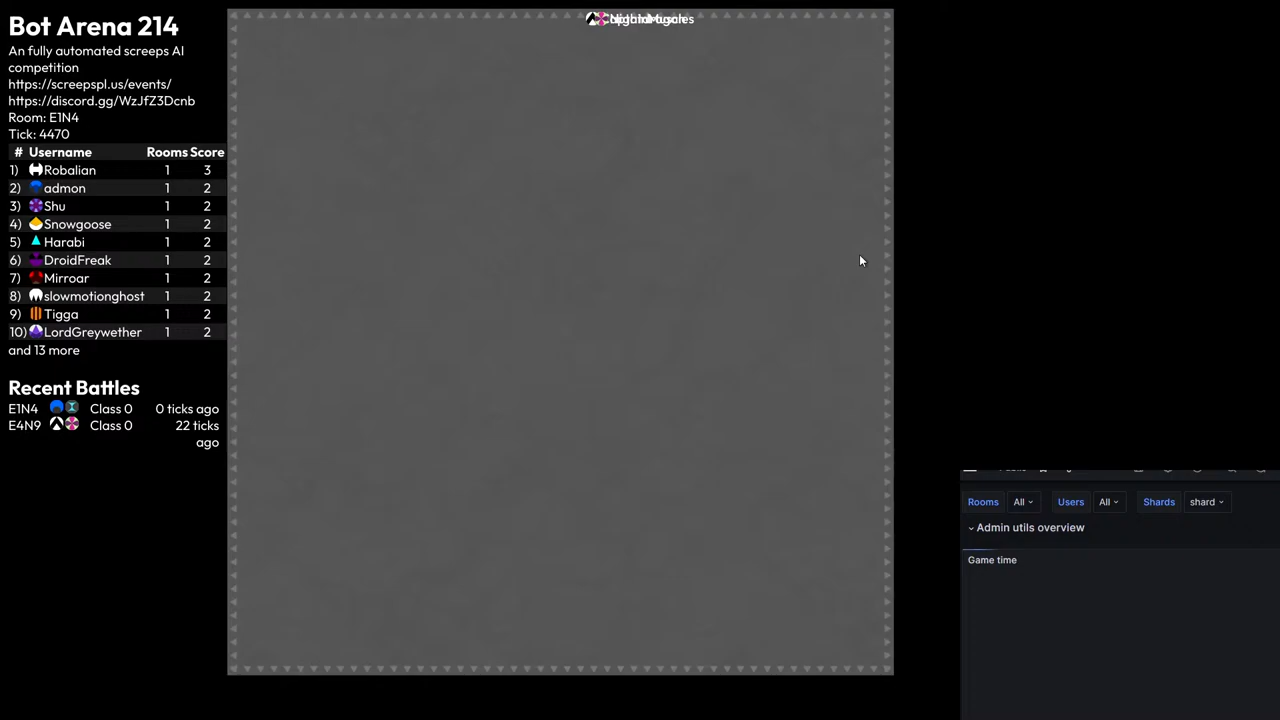 Bot Arena 214
An fully automated screeps AI
competition
https://screepspl.us/events/
https://discord.gg/WzJfZ3Dcnb
Room: E1N4
Tick: 4470
# Username Rooms Score
1) Robalian 1 3
2) admon 1 2
3) Shu 1 2
4) Snowgoose 1 2
5) Harabi 1 2
6) DroidFreak 1 2
7) Mirroar 1 2
8) slowmotionghost 1 2
9) Tigga 1 2
10) LordGreywether 1 2
and 13 more
Recent Battles
E1N4 Class 0 0 ticks ago
E4N9 Class 0 22 ticks
ago
Rooms All Users All Shards shard
Admin utils overview
Game time